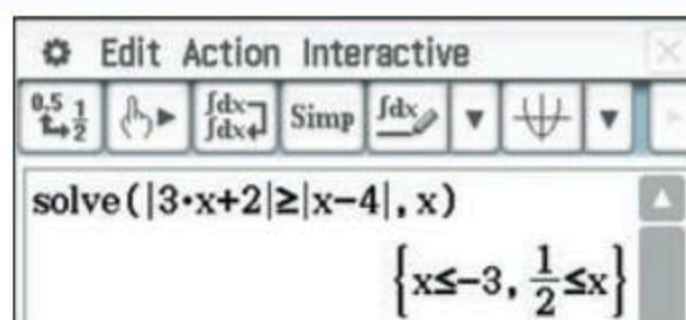 Edit Action Interactive
0.5 1/2 ∫dx ∫dx Simp ∫dx
solve(|3·x+2|≥|x−4|, x)
{x≤−3, 1/2≤x}